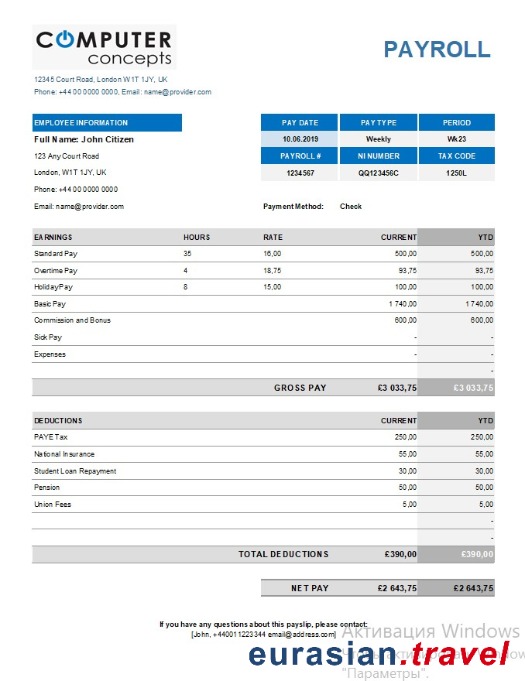 COMPUTER
concepts
PAYROLL
12345 Court Road, London W1T 1JY, UK
Phone: +44 00 0000 0000, Email: name@provider.com
EMPLOYEE INFORMATION PAY DATE PAY TYPE PERIOD
Full Name: John Citizen 10.06.2019 Weekly Wk23
123 Any Court Road PAYROLL # NI NUMBER TAX CODE
London, W1T 1JY, UK 1234567 QQ123456C 1250L
Phone: +44 00 0000 0000
Email: name@provider.com Payment Method: Check
EARNINGS HOURS RATE CURRENT YTD
Standard Pay 35 16,00 500,00 500,00
Overtime Pay 4 18,75 93,75 93,75
Holiday Pay 8 15,00 100,00 100,00
Basic Pay 1 740,00 1 740,00
Commission and Bonus 600,00 600,00
Sick Pay - -
Expenses - -
-
GROSS PAY £3 033,75 £3 033,75
DEDUCTIONS CURRENT YTD
PAYE Tax 250,00 250,00
National Insurance 55,00 55,00
Student Loan Repayment 30,00 30,00
Pension 50,00 50,00
Union Fees 5,00 5,00
-
-
TOTAL DEDUCTIONS £390,00 £390,00
NET PAY £2 643,75 £2 643,75
If you have any questions about this payslip, please contact:
[John, +440011223344 email@address.com]
Активация Windows
eurasian.travel
"Параметры".